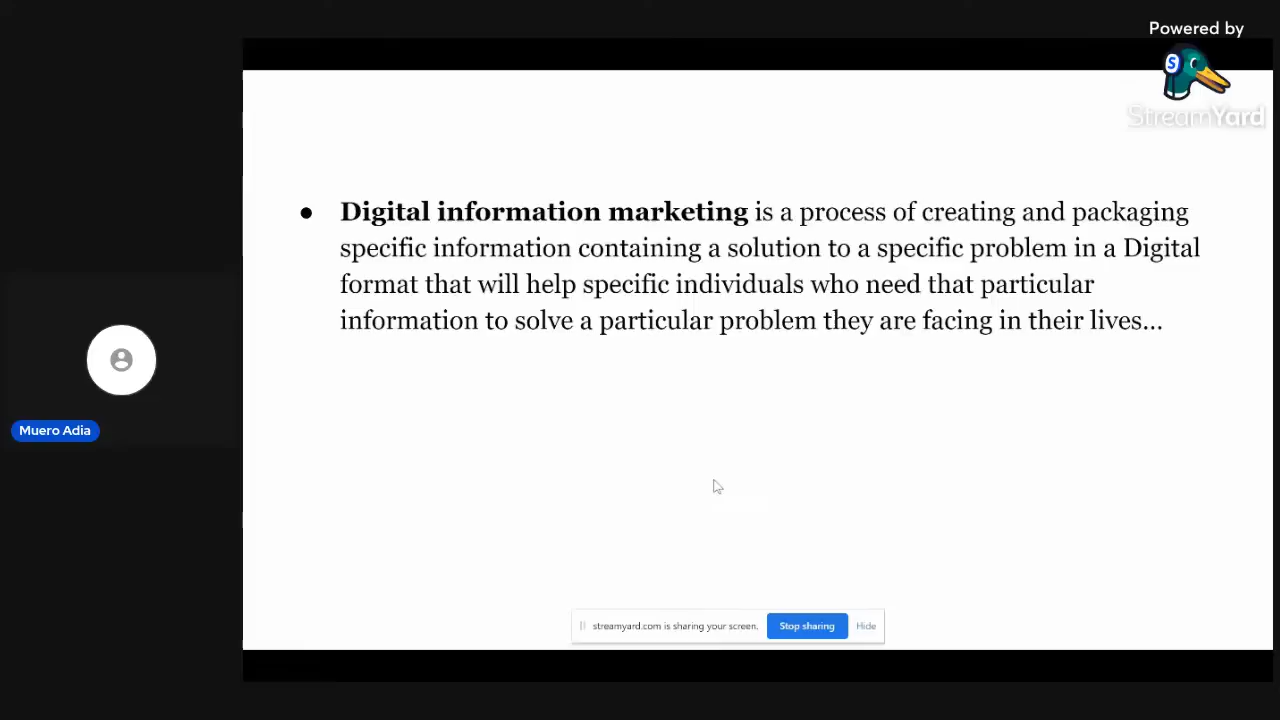 Powered by
S
StreamYard
● Digital information marketing is a process of creating and packaging
specific information containing a solution to a specific problem in a Digital
format that will help specific individuals who need that particular
information to solve a particular problem they are facing in their lives...
Muero Adia
streamyard.com is sharing your screen. Stop sharing Hide